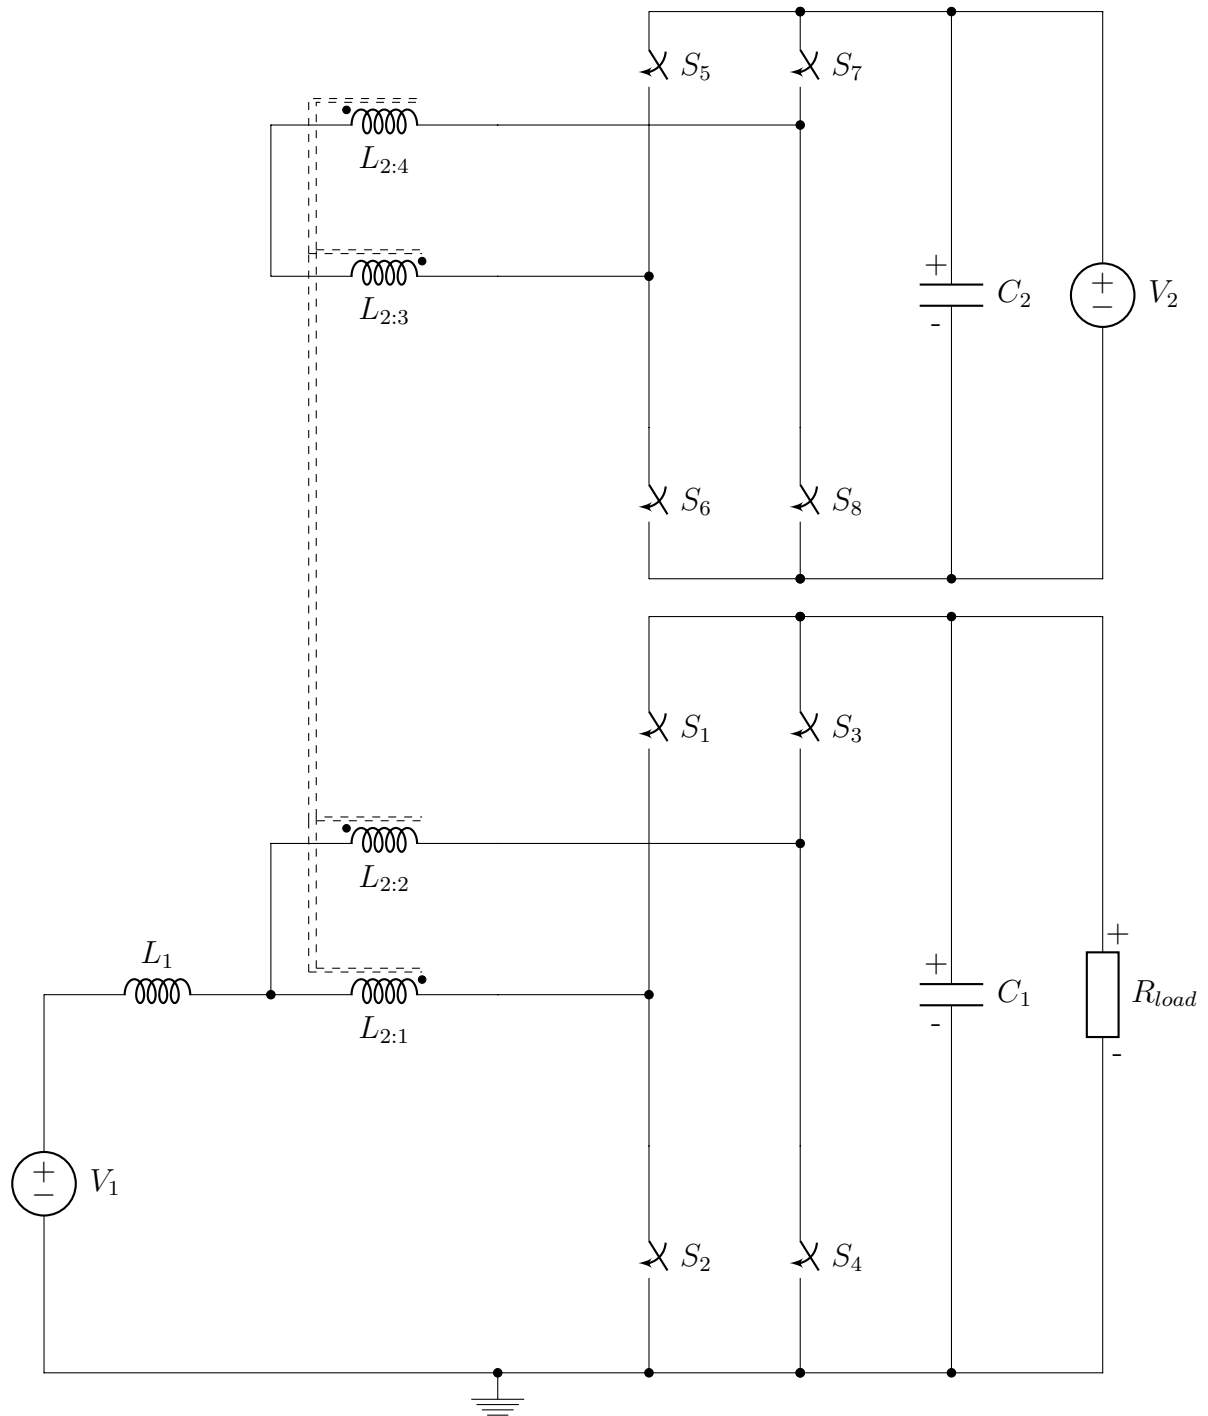 S₅
S₇
L₂:₄
+
C₂
-
+
−
V₂
L₂:₃
S₆
S₈
S₁
S₃
L₂:₂
L₁
L₂:₁
+
C₁
-
+
R_load
-
+
−
V₁
S₂
S₄